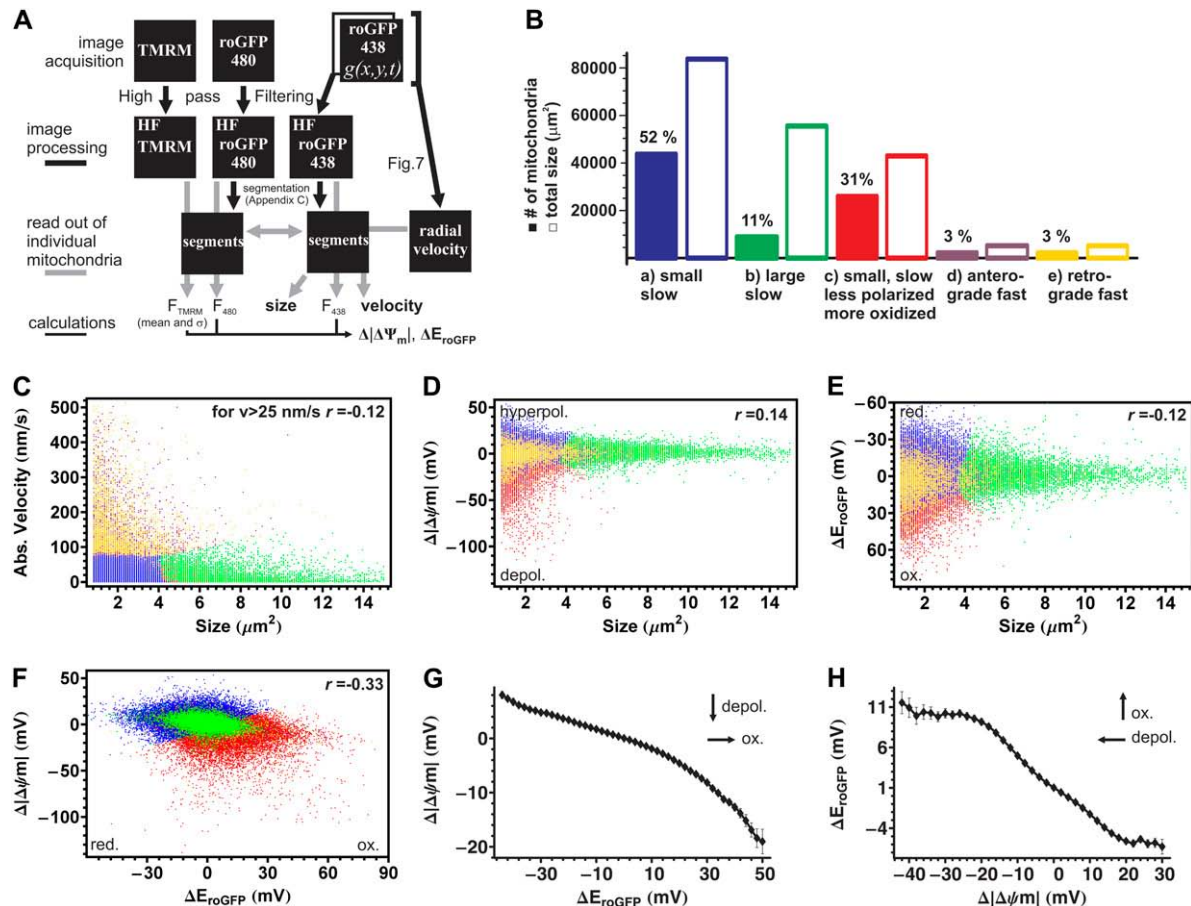 A
image acquisition
TMRM
roGFP 480
roGFP 438 g(x,y,t)
High pass Filtering
image processing
HF TMRM
HF roGFP 480
HF roGFP 438
Fig.7
segmentation (Appendix C)
read out of individual mitochondria
segments
segments
radial velocity
F_TMRM (mean and σ)
F_480
size
F_438
velocity
calculations
Δ|ΔΨ_m|, ΔE_roGFP
B
■ # of mitochondria
□ total size (μm²)
80000
60000
40000
20000
52 %
11%
31%
3 %
3 %
a) small slow
b) large slow
c) small, slow less polarized more oxidized
d) antero-grade fast
e) retro-grade fast
C
for v>25 nm/s r=-0.12
Abs. Velocity (nm/s)
500
400
300
200
100
0
2 4 6 8 10 12 14
Size (μm²)
D
hyperpol.
r=0.14
Δ|Δψm| (mV)
50
0
−50
−100
depol.
2 4 6 8 10 12 14
Size (μm²)
E
red.
r=-0.12
ΔE_roGFP (mV)
−60
−30
0
30
60
ox.
2 4 6 8 10 12 14
Size (μm²)
F
r=-0.33
Δ|Δψm| (mV)
50
0
−50
−100
red.
ox.
−30 0 30 60 90
ΔE_roGFP (mV)
G
depol.
ox.
Δ|Δψm| (mV)
0
−10
−20
−30 −10 10 30 50
ΔE_roGFP (mV)
H
ox.
depol.
ΔE_roGFP (mV)
11
6
1
−4
−40 −30 −20 −10 0 10 20 30
Δ|Δψm| (mV)